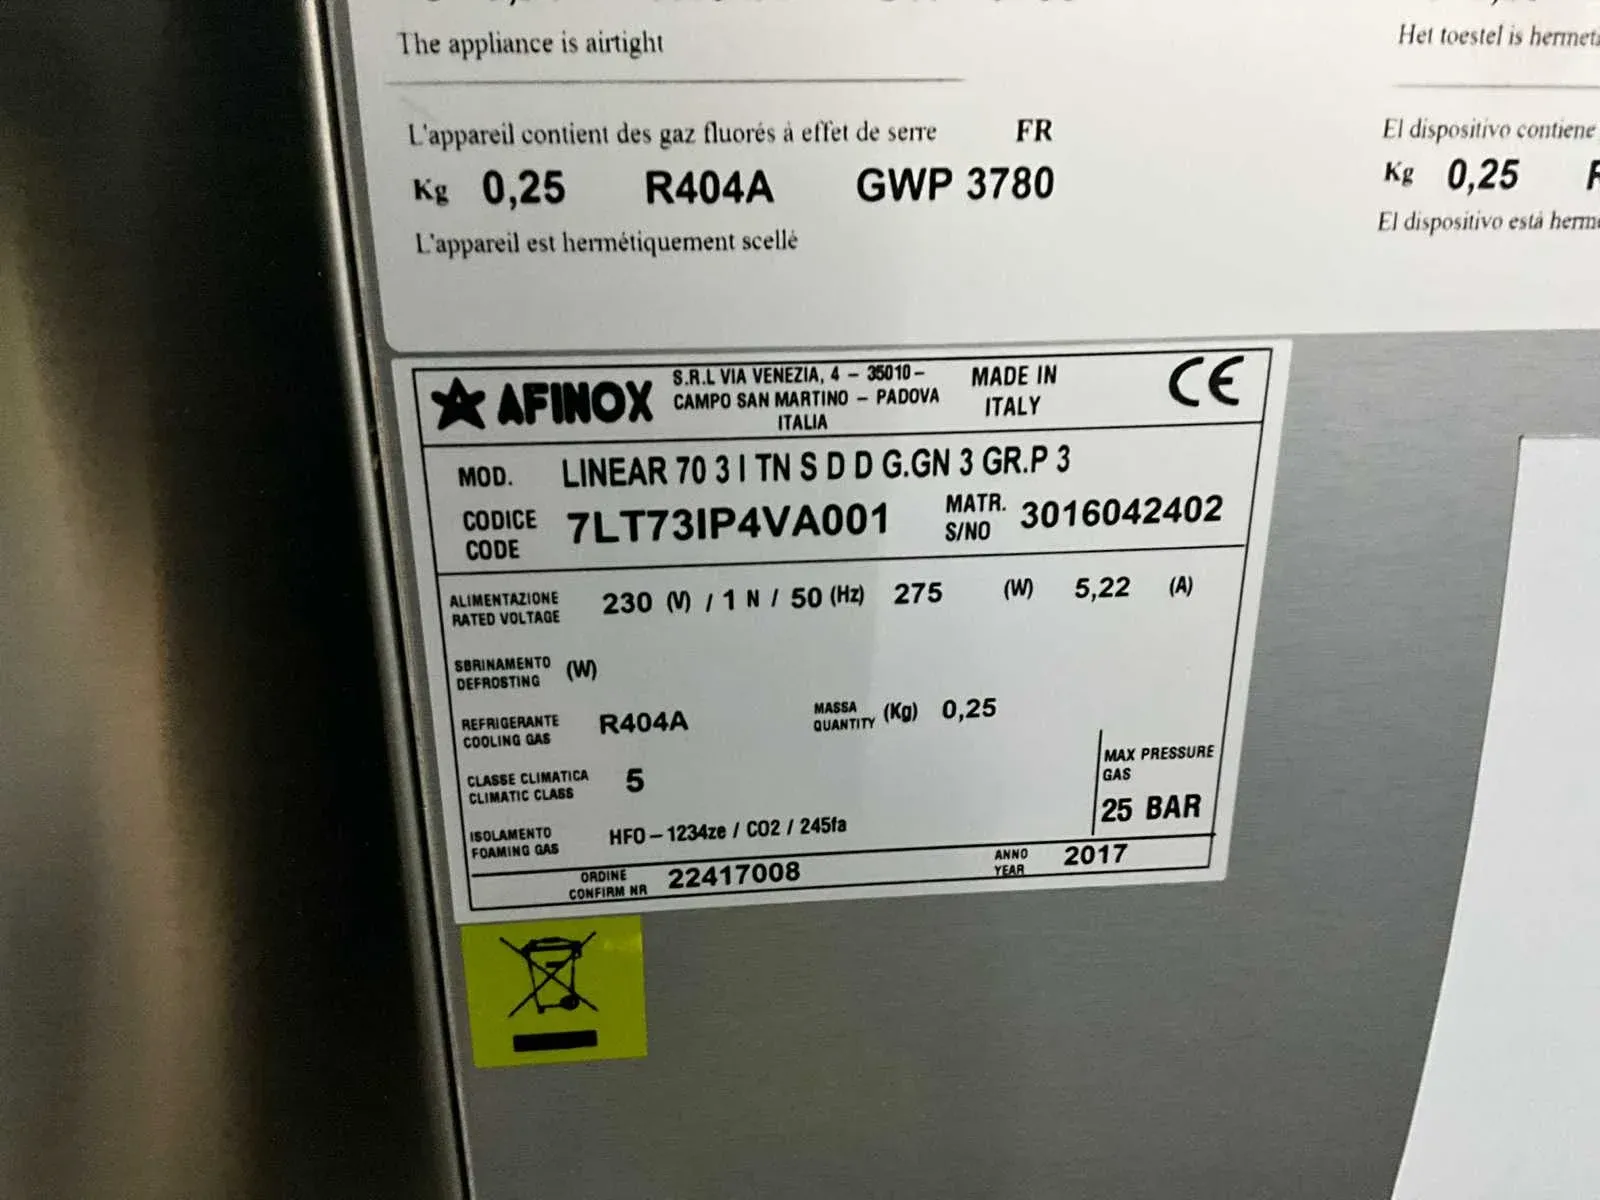 The appliance is airtight
L'appareil contient des gaz fluorés à effet de serre FR
Kg 0,25 R404A GWP 3780
L'appareil est hermétiquement scellé
Het toestel is
El dispositivo contiene
Kg 0,25
El dispositivo está
AFINOX S.R.L VIA VENEZIA, 4 – 35010 – MADE IN CE
CAMPO SAN MARTINO – PADOVA ITALY
ITALIA
MOD. LINEAR 70 3 I TN S D D G.GN 3 GR.P 3
CODICE 7LT73IP4VA001 MATR. 3016042402
CODE S/NO
ALIMENTAZIONE 230 (V) / 1 N / 50 (Hz) 275 (W) 5,22 (A)
RATED VOLTAGE
SBRINAMENTO (W)
DEFROSTING
REFRIGERANTE R404A MASSA (Kg) 0,25
COOLING GAS QUANTITY
CLASSE CLIMATICA 5 MAX PRESSURE
CLIMATIC CLASS GAS
25 BAR
ISOLAMENTO HFO – 1234ze / CO2 / 245fa
FOAMING GAS
ORDINE 22417008 ANNO 2017
CONFIRM NR YEAR